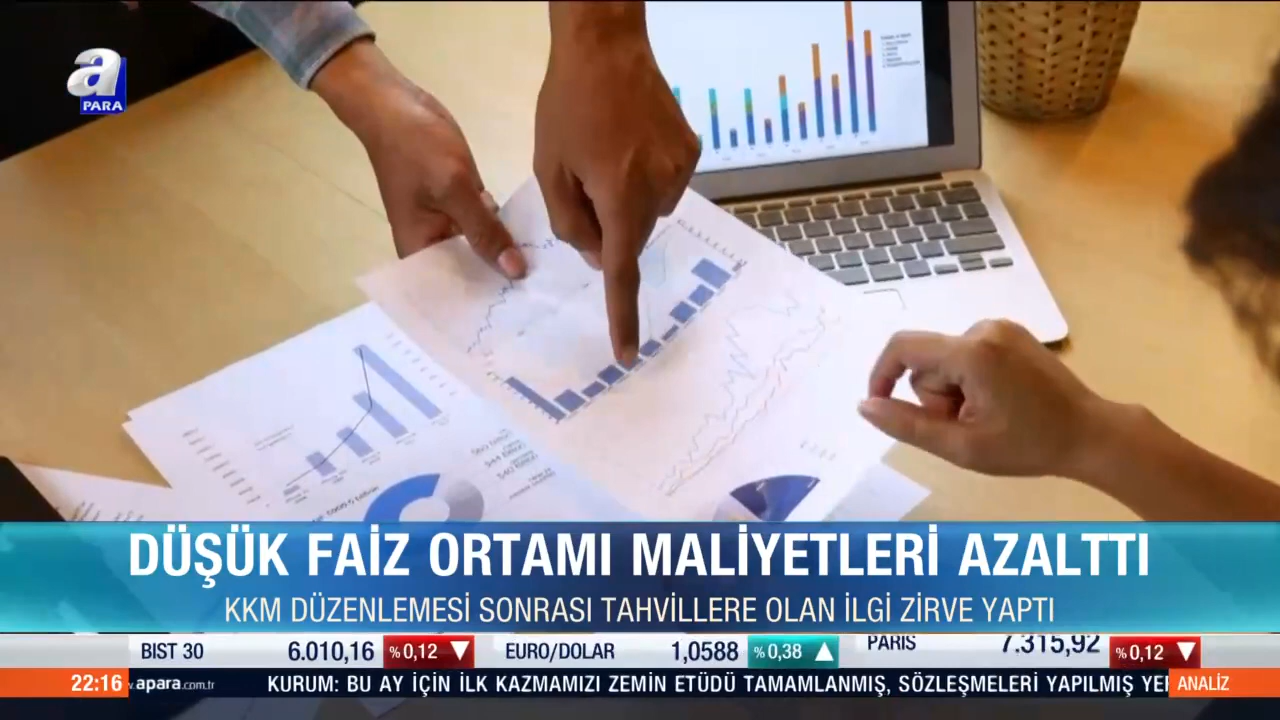 a
PARA
DÜŞÜK FAİZ ORTAMI MALİYETLERİ AZALTTI
KKM DÜZENLEMESİ SONRASI TAHVİLLERE OLAN İLGİ ZİRVE YAPTI
BIST 30 6.010,16 %0,12 EURO/DOLAR 1,0588 %0,38 PARIS 7.315,92 %0,12
22:16 .apara.com.tr KURUM: BU AY İÇİN İLK KAZMAMIZI ZEMİN ETÜDÜ TAMAMLANMIŞ, SÖZLEŞMELERİ YAPILMIŞ ANALİZ